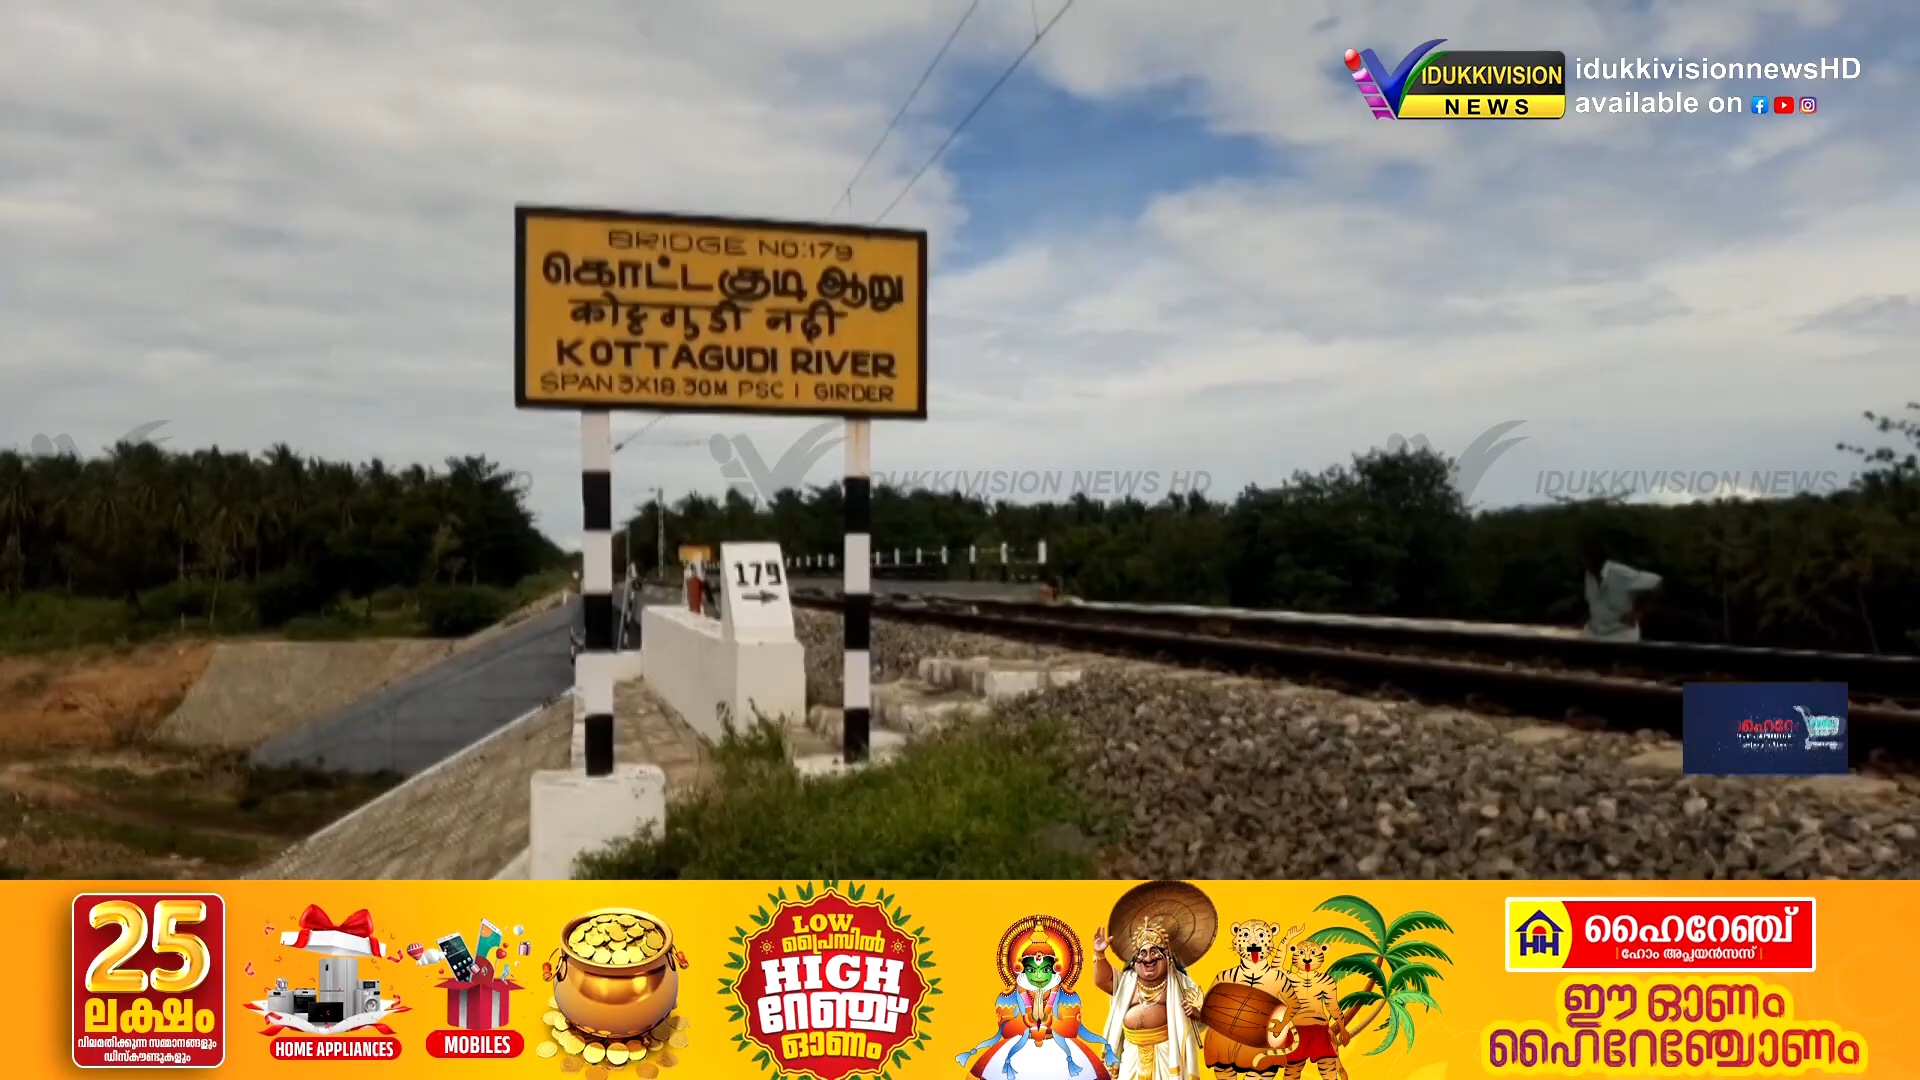 IDUKKIVISION
NEWS
idukkivisionnewsHD
available on
BRIDGE NO:179
கொட்டகுடி ஆறு
कोट्टगुडी नदी
KOTTAGUDI RIVER
SPAN 3X18.30M PSC I GIRDER
IDUKKIVISION NEWS HD
IDUKKIVISION NEWS
179
ഹൈറേ
25
ലക്ഷം
വിലമതിക്കുന്ന സമ്മാനങ്ങളും
ഡിസ്കൗണ്ടുകളും
HOME APPLIANCES
MOBILES
LOW
പ്രൈസിൽ
HIGH
റേഞ്ച്
ഓണം
HH
ഹൈറേഞ്ച്
ഹോം അപ്ലയൻസസ്
ഈ ഓണം
ഹൈറേഞ്ചോണം